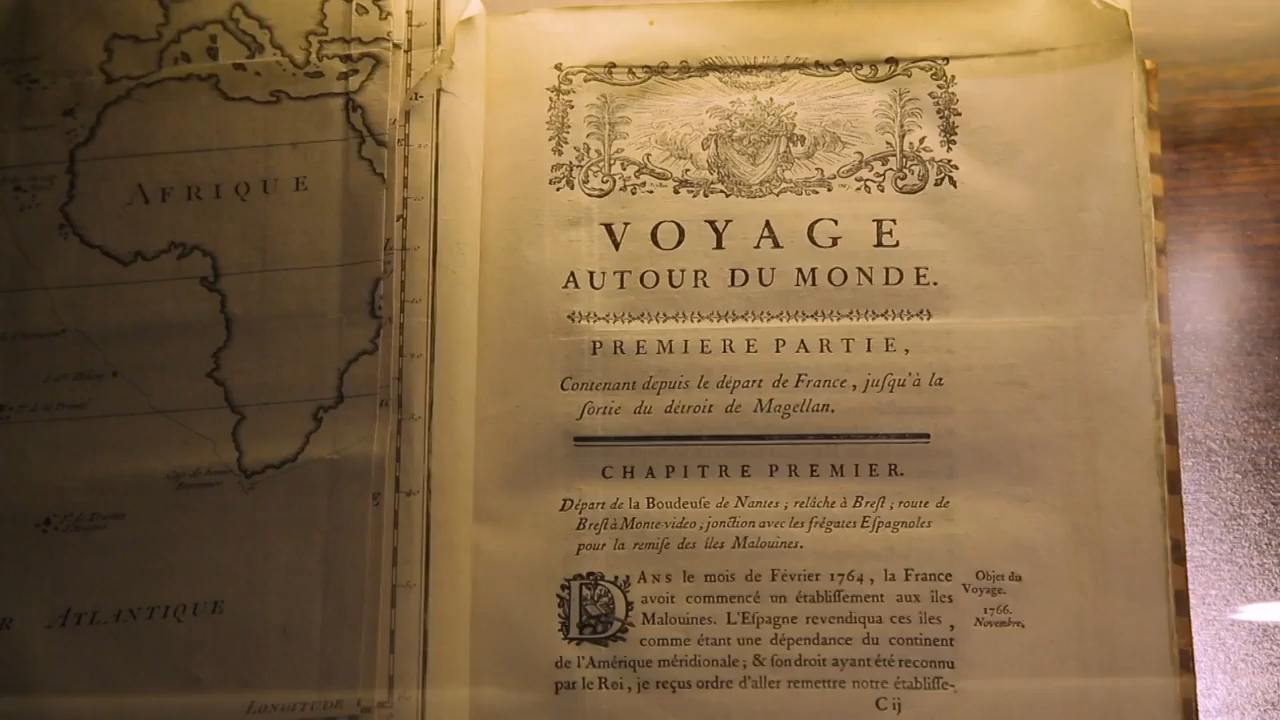 AFRIQUE
ATLANTIQUE
LONGITUDE
VOYAGE
AUTOUR DU MONDE.
PREMIERE PARTIE,
Contenant depuis le départ de France, juſqu'à la
ſortie du détroit de Magellan.
CHAPITRE PREMIER.
Départ de la Boudeuſe de Nantes ; relâche à Breſt ; route de
Breſt à Monte-video ; jonction avec les frégates Eſpagnoles
pour la remiſe des îles Malouines.
DANS le mois de Février 1764, la France
avoit commencé un établiſſement aux îles
Malouines. L'Eſpagne revendiqua ces îles,
comme étant une dépendance du continent
de l'Amérique méridionale ; & ſon droit ayant été reconnu
par le Roi, je reçus ordre d'aller remettre notre établiſſe-
C ij
Objet du
Voyage.
1766.
Novembre.